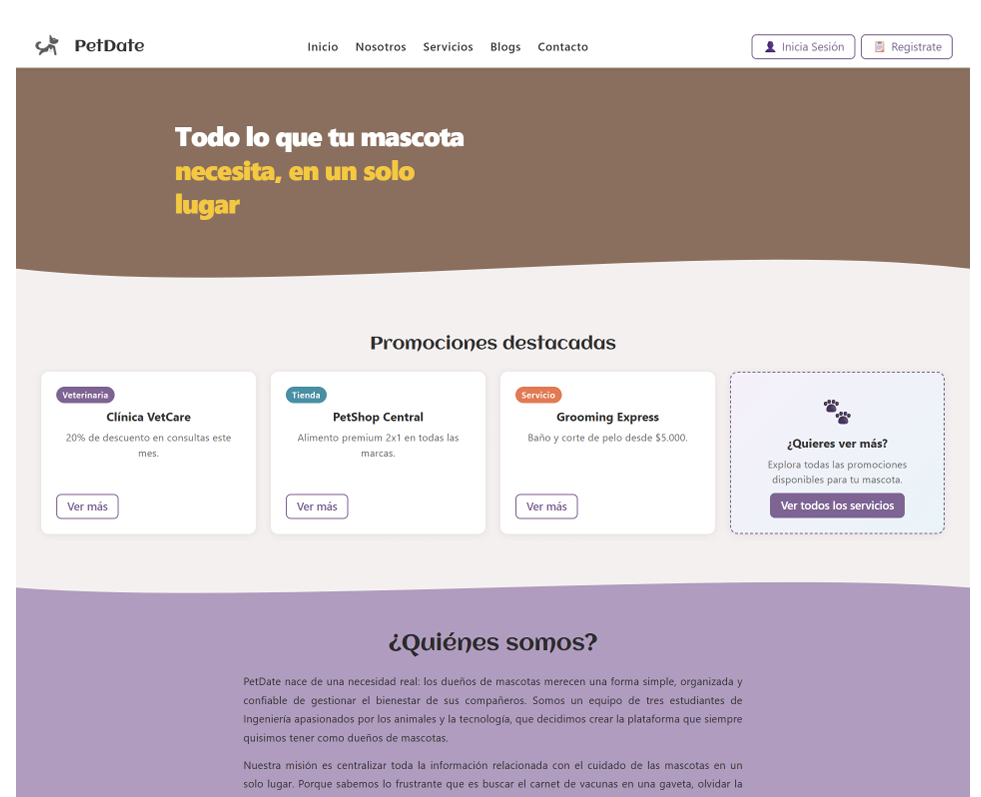 PetDate
Inicio Nosotros Servicios Blogs Contacto
Inicia Sesión
Registrate
Todo lo que tu mascota
necesita, en un solo
lugar
Promociones destacadas
Veterinaria
Clínica VetCare
20% de descuento en consultas este
mes.
Ver más
Tienda
PetShop Central
Alimento premium 2x1 en todas las
marcas.
Ver más
Servicio
Grooming Express
Baño y corte de pelo desde $5.000.
Ver más
¿Quieres ver más?
Explora todas las promociones
disponibles para tu mascota.
Ver todos los servicios
¿Quiénes somos?
PetDate nace de una necesidad real: los dueños de mascotas merecen una forma simple, organizada y
confiable de gestionar el bienestar de sus compañeros. Somos un equipo de tres estudiantes de
Ingeniería apasionados por los animales y la tecnología, que decidimos crear la plataforma que siempre
quisimos tener como dueños de mascotas.
Nuestra misión es centralizar toda la información relacionada con el cuidado de las mascotas en un
solo lugar. Porque sabemos lo frustrante que es buscar el carnet de vacunas en una gaveta, olvidar la